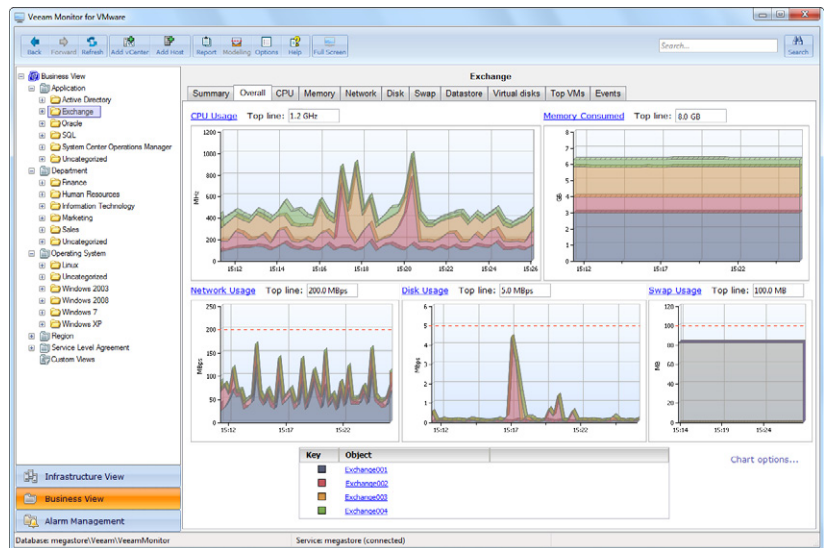 Veeam Monitor for VMware
Back Forward Refresh Add vCenter Add Host Report Modeling Options Help Full Screen Search... Search
Business View
Application
Active Directory
Exchange
Oracle
SQL
System Center Operations Manager
Uncategorized
Department
Finance
Human Resources
Information Technology
Marketing
Sales
Uncategorized
Operating System
Linux
Uncategorized
Windows 2003
Windows 2008
Windows 7
Windows XP
Region
Service Level Agreement
Custom Views
Infrastructure View
Business View
Alarm Management
Exchange
Summary Overall CPU Memory Network Disk Swap Datastore Virtual disks Top VMs Events
CPU Usage Top line: 1.2 GHz
MHz
1200
1000
800
600
400
200
0
15:12 15:14 15:16 15:18 15:20 15:22 15:24 15:26
Memory Consumed Top line: 8.0 GB
GB
8
7
6
5
4
3
2
1
0
15:12 15:17 15:22
Network Usage Top line: 200.0 MBps
MBps
250
200
150
100
50
0
15:12 15:17 15:22
Disk Usage Top line: 5.0 MBps
MBps
6
5
4
3
2
1
0
15:12 15:17 15:22
Swap Usage Top line: 100.0 MB
MB
120
100
80
60
40
20
0
15:14 15:19 15:24
Key Object
Exchange001
Exchange002
Exchange003
Exchange004
Chart options...
Database: megastore\Veeam\VeeamMonitor Service: megastore (connected)